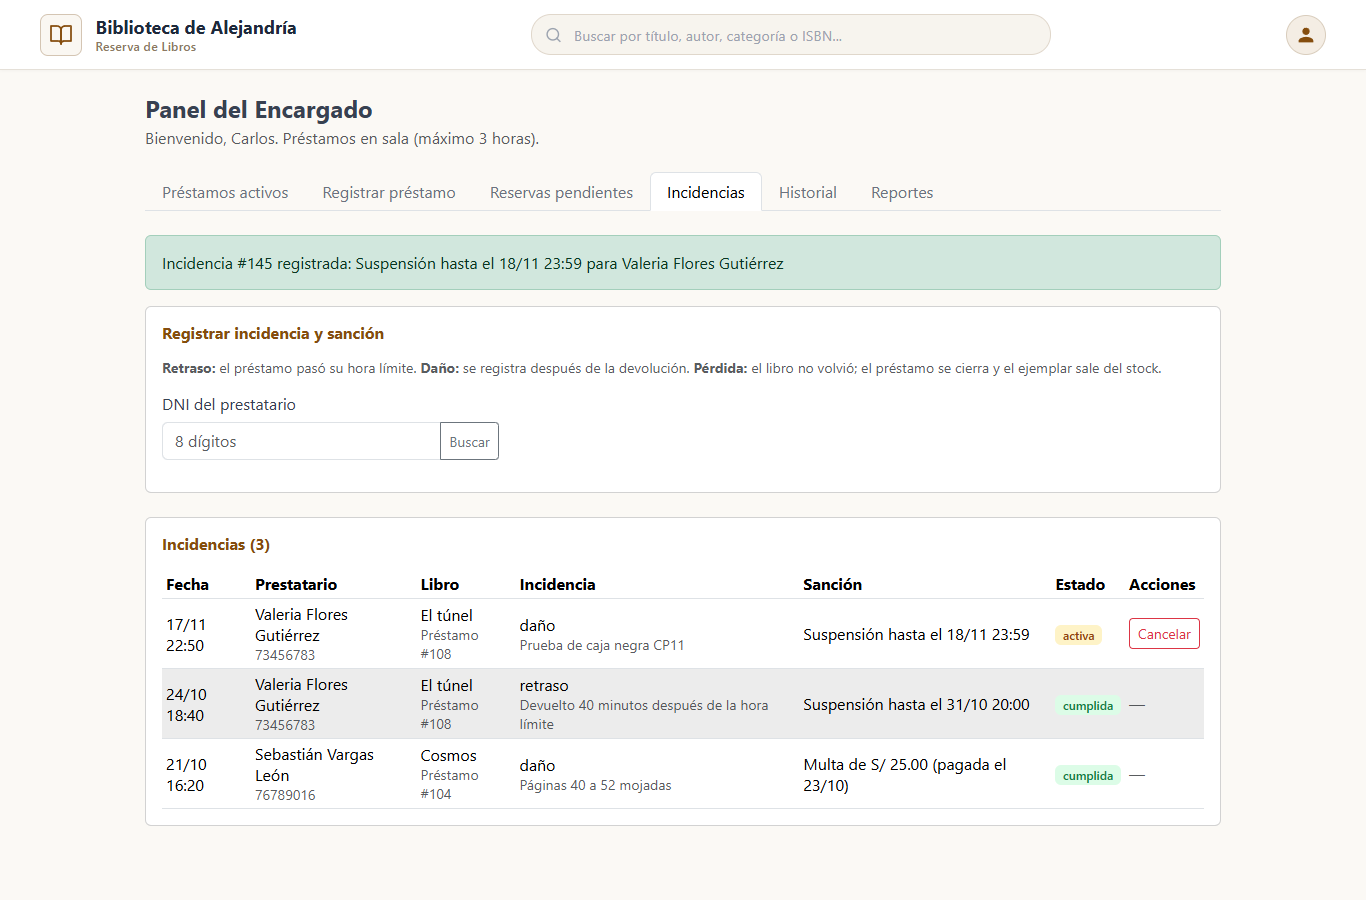 Biblioteca de Alejandría
Reserva de Libros
Buscar por título, autor, categoría o ISBN...
Panel del Encargado
Bienvenido, Carlos. Préstamos en sala (máximo 3 horas).
Préstamos activos Registrar préstamo Reservas pendientes Incidencias Historial Reportes
Incidencia #145 registrada: Suspensión hasta el 18/11 23:59 para Valeria Flores Gutiérrez
Registrar incidencia y sanción
Retraso: el préstamo pasó su hora límite. Daño: se registra después de la devolución. Pérdida: el libro no volvió; el préstamo se cierra y el ejemplar sale del stock.
DNI del prestatario
8 dígitos Buscar
Incidencias (3)
Fecha Prestatario Libro Incidencia Sanción Estado Acciones
17/11
22:50
Valeria Flores
Gutiérrez
73456783
El túnel
Préstamo
#108
daño
Prueba de caja negra CP11
Suspensión hasta el 18/11 23:59
activa
Cancelar
24/10
18:40
Valeria Flores
Gutiérrez
73456783
El túnel
Préstamo
#108
retraso
Devuelto 40 minutos después de la hora
límite
Suspensión hasta el 31/10 20:00
cumplida
—
21/10
16:20
Sebastián Vargas
León
76789016
Cosmos
Préstamo
#104
daño
Páginas 40 a 52 mojadas
Multa de S/ 25.00 (pagada el
23/10)
cumplida
—